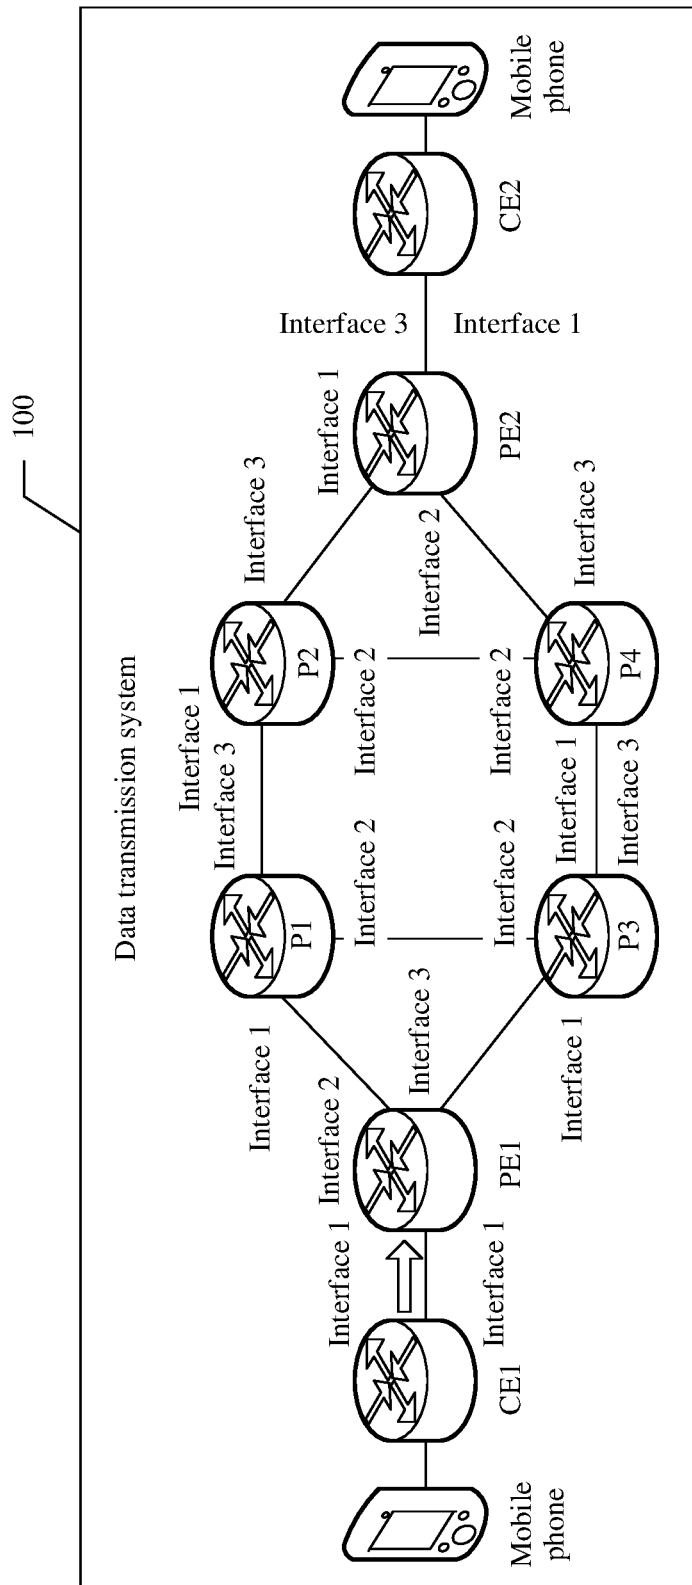 100
Data transmission system
Interface 1
Interface 3
Interface 1
Interface 3
P1
P2
Interface 1
Interface 2
Interface 1
Interface 2
Interface 2
Interface 3
Interface 3
Interface 2
Interface 1
Interface 1
Interface 2
Interface 2
Mobile
phone
CE1
PE1
PE2
CE2
Mobile
phone
Interface 1
Interface 1
Interface 3
P3
Interface 3
P4